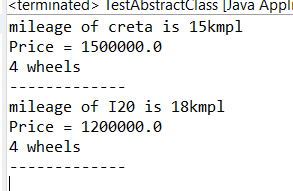 <terminated> TestAbstractClass [Java Appli
mileage of creta is 15kmpl
Price = 1500000.0
4 wheels
-------------
mileage of I20 is 18kmpl
Price = 1200000.0
4 wheels
-------------